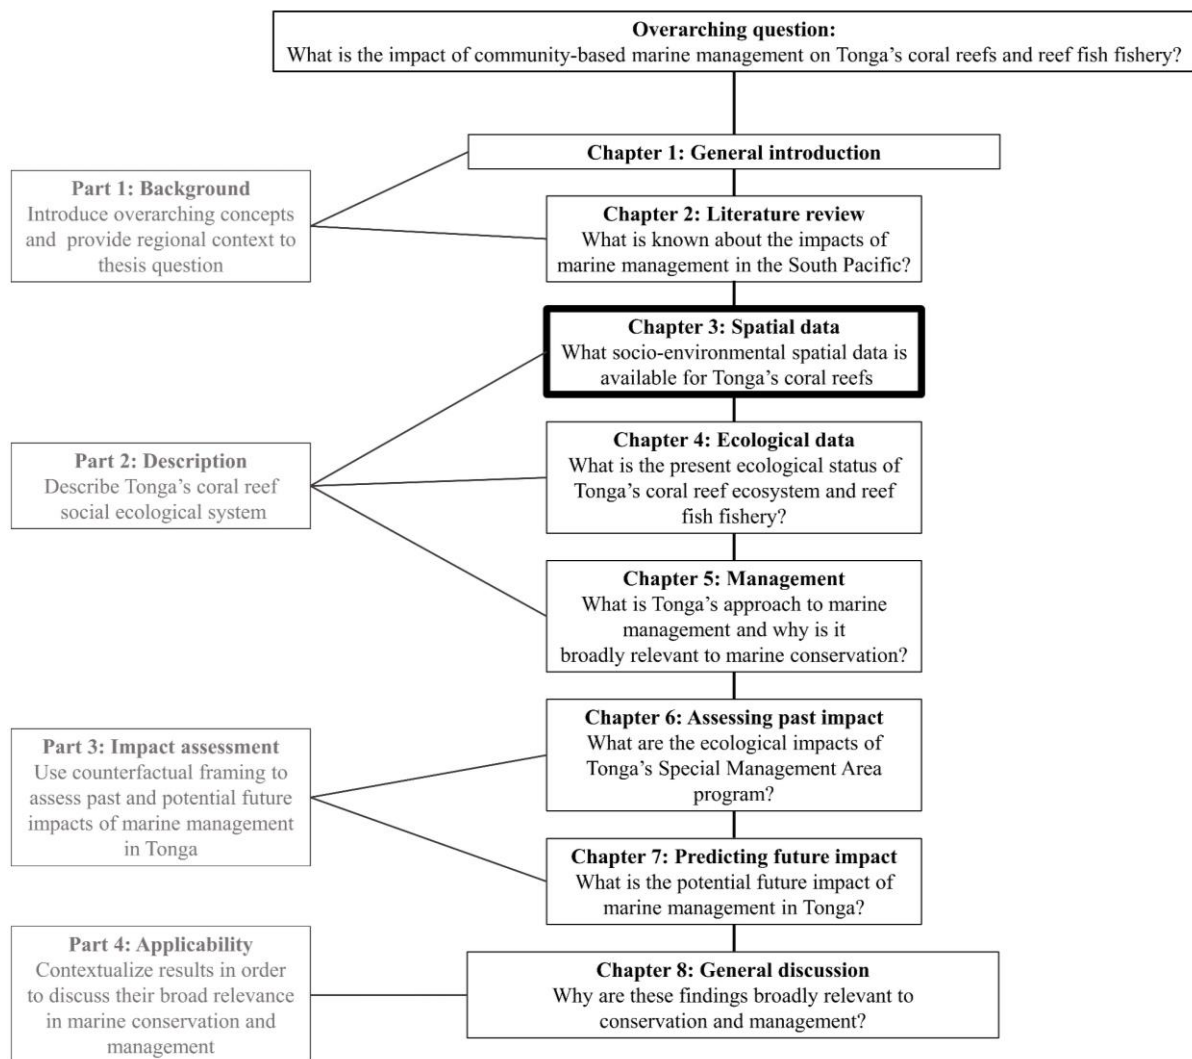 Overarching question:
What is the impact of community-based marine management on Tonga's coral reefs and reef fish fishery?
Chapter 1: General introduction
Part 1: Background
Introduce overarching concepts
and provide regional context to
thesis question
Chapter 2: Literature review
What is known about the impacts of
marine management in the South Pacific?
Chapter 3: Spatial data
What socio-environmental spatial data is
available for Tonga's coral reefs
Part 2: Description
Describe Tonga's coral reef
social ecological system
Chapter 4: Ecological data
What is the present ecological status of
Tonga's coral reef ecosystem and reef
fish fishery?
Chapter 5: Management
What is Tonga's approach to marine
management and why is it
broadly relevant to marine conservation?
Part 3: Impact assessment
Use counterfactual framing to
assess past and potential future
impacts of marine management
in Tonga
Chapter 6: Assessing past impact
What are the ecological impacts of
Tonga's Special Management Area
program?
Chapter 7: Predicting future impact
What is the potential future impact of
marine management in Tonga?
Part 4: Applicability
Contextualize results in order
to discuss their broad relevance
in marine conservation and
management
Chapter 8: General discussion
Why are these findings broadly relevant to
conservation and management?